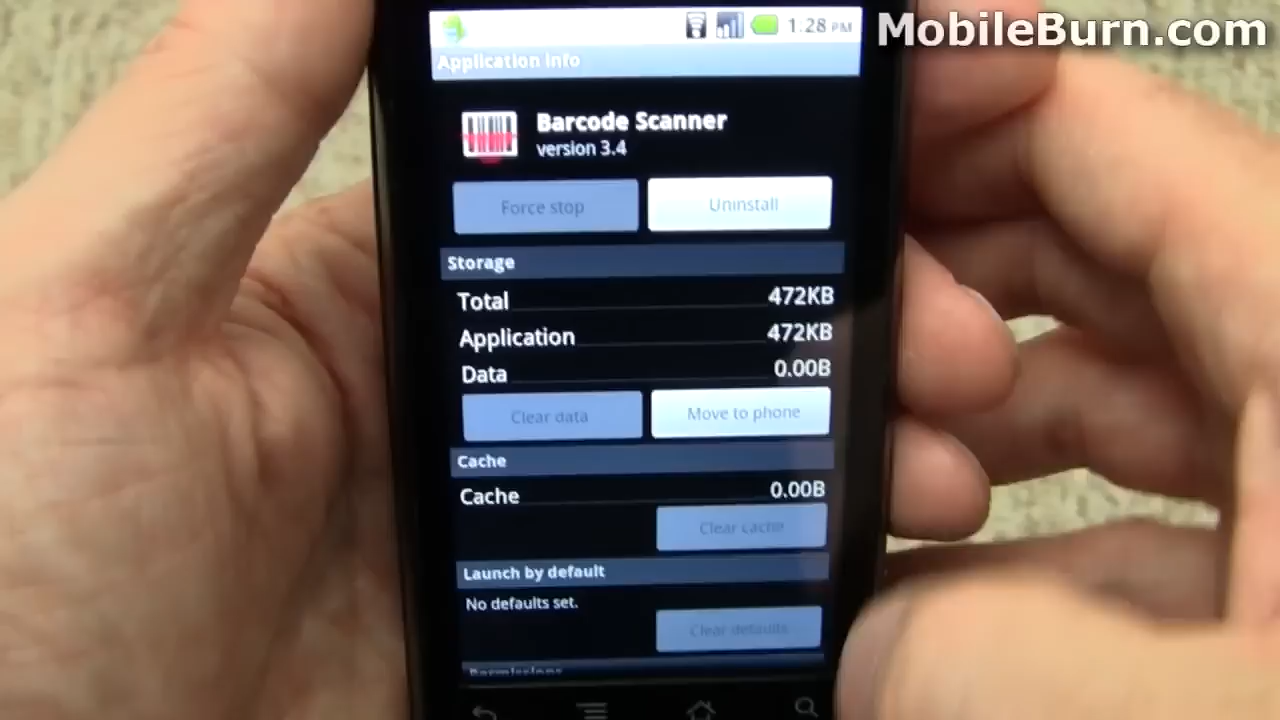 MobileBurn.com
1:28 PM
Application info
Barcode Scanner
version 3.4
Force stop
Uninstall
Storage
Total 472KB
Application 472KB
Data 0.00B
Clear data
Move to phone
Cache
Cache 0.00B
Clear cache
Launch by default
No defaults set.
Clear defaults
Permissions